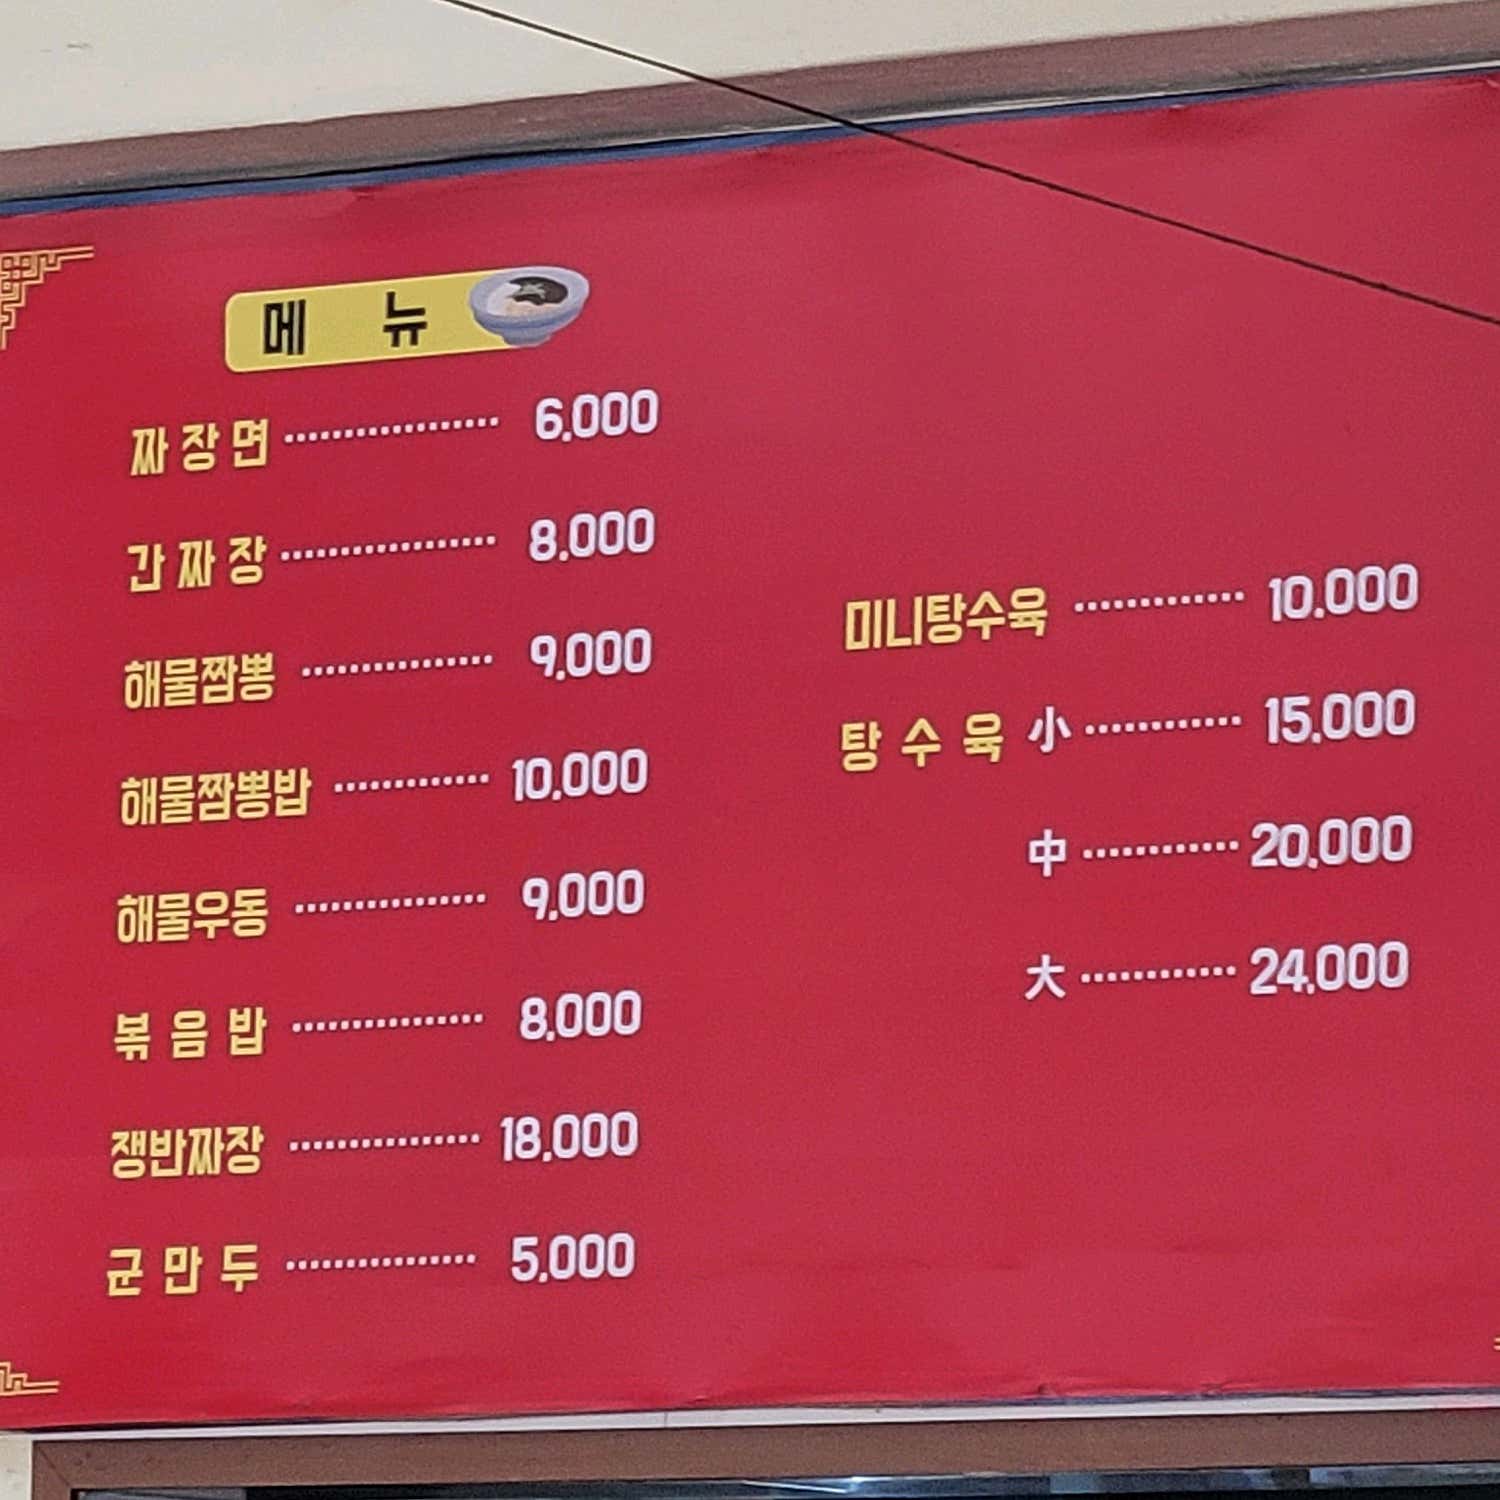 메 뉴
짜장면 ················· 6,000
간짜장 ················· 8,000
해물짬뽕 ··············· 9,000
해물짬뽕밥 ············ 10,000
해물우동 ··············· 9,000
볶음밥 ··············· 8,000
쟁반짜장 ··············· 18,000
군만두 ··············· 5,000
미니탕수육 ············· 10,000
탕수육 小 ············ 15,000
中 ············ 20,000
大 ············ 24,000